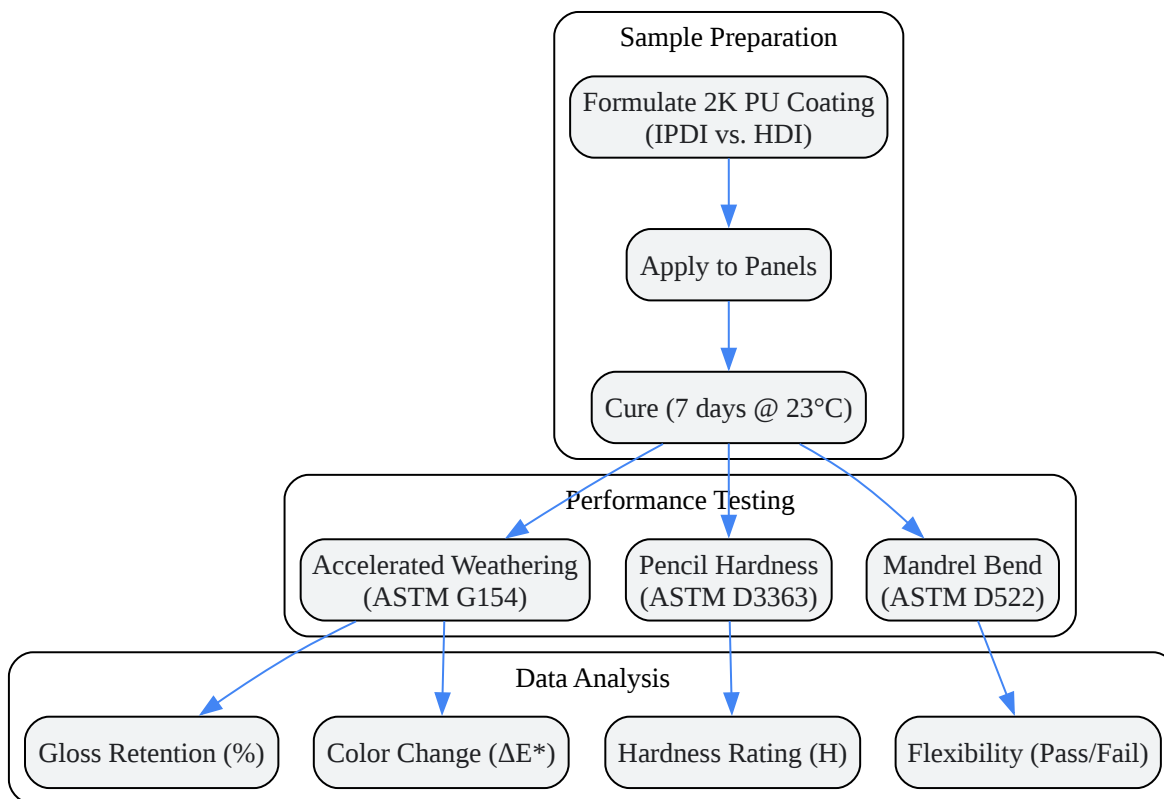 Sample Preparation
Formulate 2K PU Coating
(IPDI vs. HDI)
Apply to Panels
Cure (7 days @ 23°C)
Performance Testing
Accelerated Weathering
(ASTM G154)
Pencil Hardness
(ASTM D3363)
Mandrel Bend
(ASTM D522)
Data Analysis
Gloss Retention (%)
Color Change (ΔE*)
Hardness Rating (H)
Flexibility (Pass/Fail)